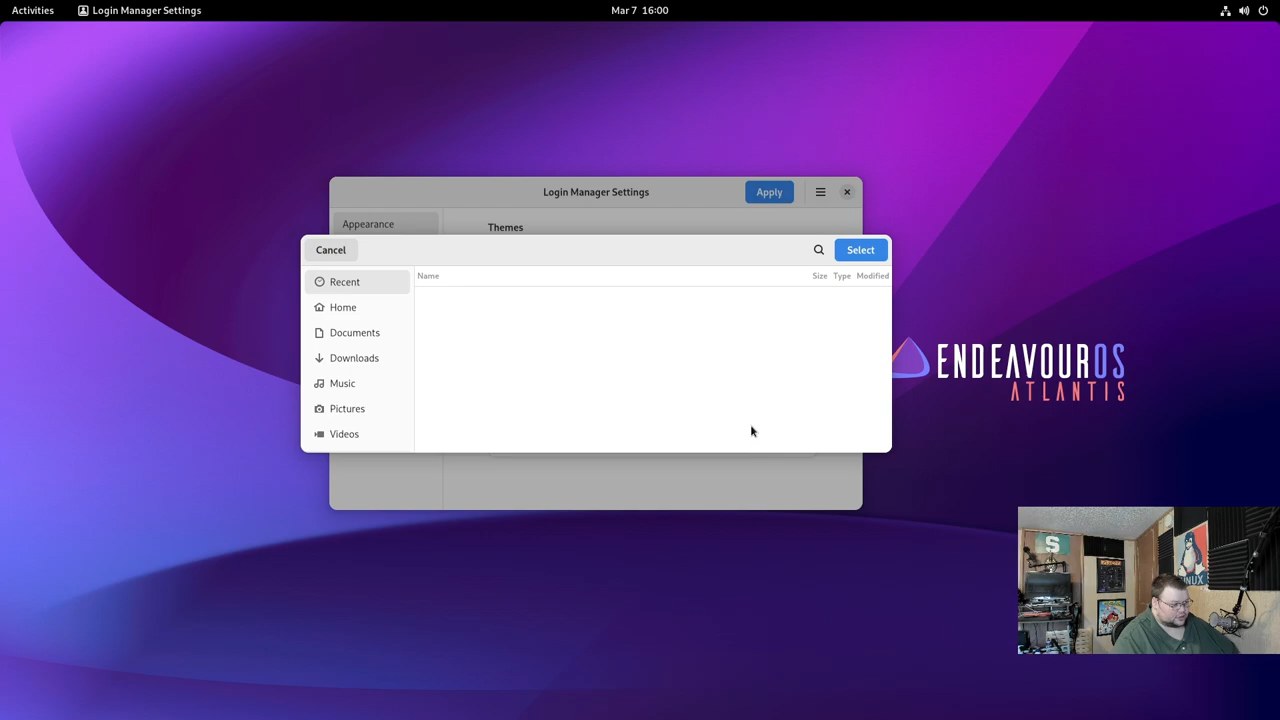 Activities
Login Manager Settings
Mar 7 16:00
Login Manager Settings
Apply
Appearance
Themes
Cancel
Select
Recent
Name
Size
Type
Modified
Home
Documents
Downloads
Music
Pictures
Videos
ENDEAVOUROS
ATLANTIS
S